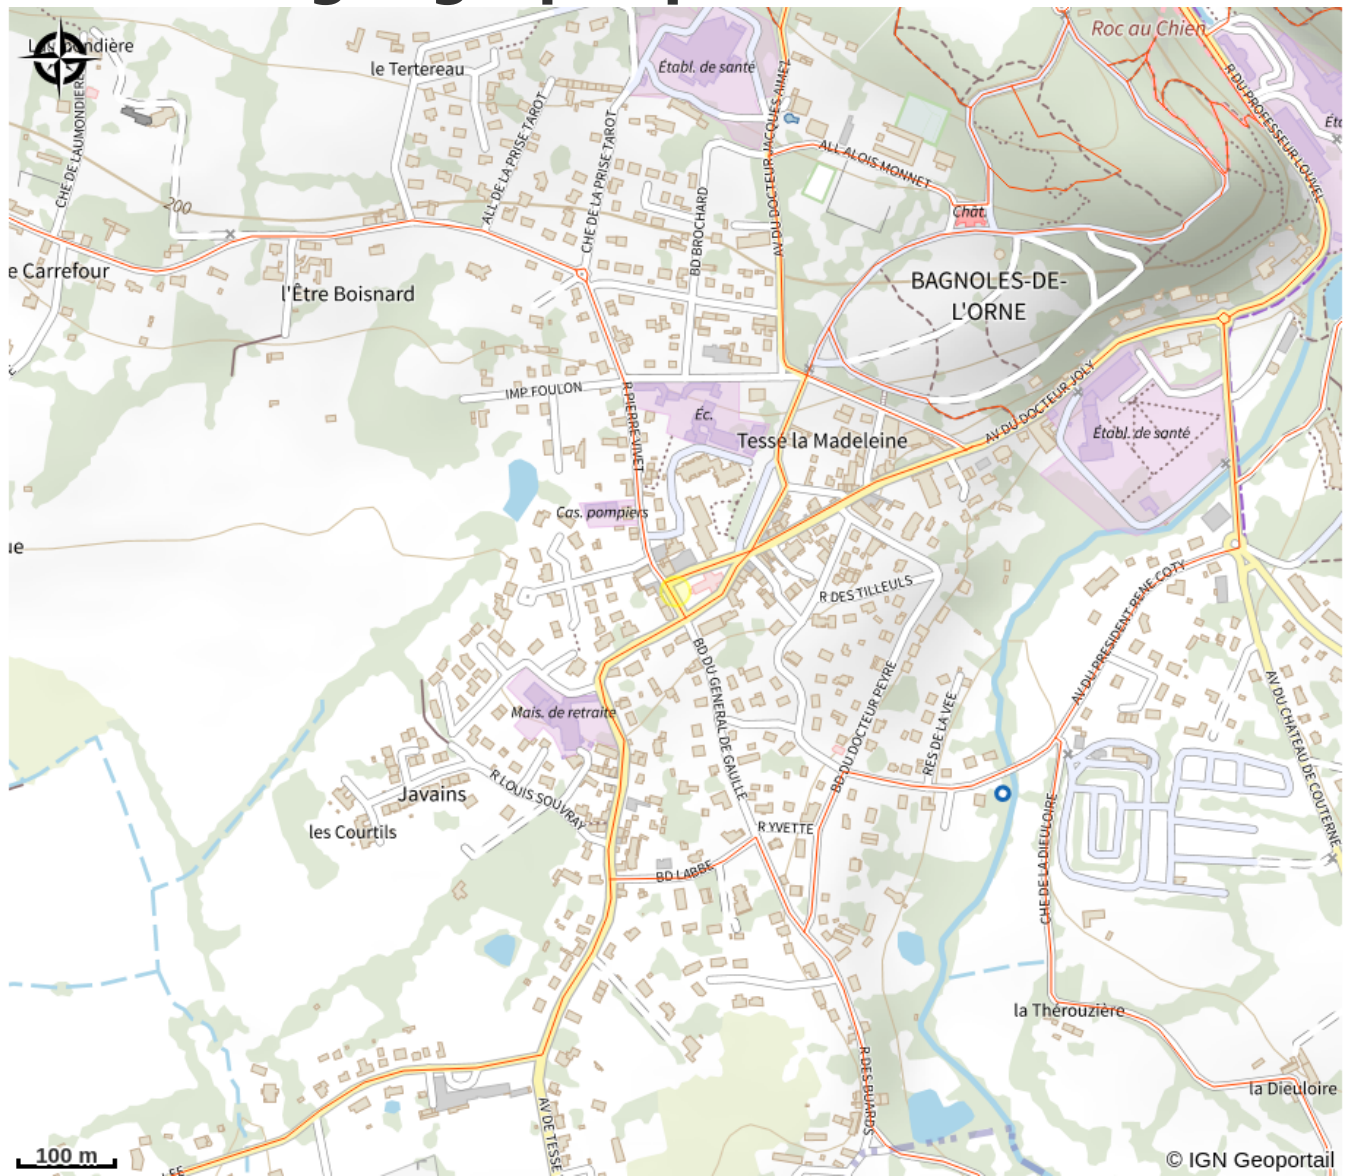 Roc au Chien
le Tertereau
Établ. de santé
R DU PROFESSEUR LOUVEL
CHE DE LAUMONDIERE
ALL DE LA PRISE TAROT
CHE DE LA PRISE TAROT
AV DU DOCTEUR JACQUES AIMEZ
ALL ALOIS MONNET
200
BD BROCHARD
Chât.
e Carrefour
l'Être Boisnard
BAGNOLES-DE-
L'ORNE
IMP FOULON
R PIERRE VIVET
Éc.
AV DU DOCTEUR JOLY
Tesse la Madeleine
Établ. de santé
Cas. pompiers
ue
R DES TILLEULS
AV DU PRESIDENT RENE COTY
BD DU GENERAL DE GAULLE
BD DU DOCTEUR PEYRE
RES DE LA VEE
AV DU CHATEAU DE COUTERNE
Mais. de retraite
Javains
R LOUIS SOUVRAY
les Courtils
R YVETTE
BD LABBE
CHE DE LA DIEULOIRE
la Thérouzière
R DES BUARDS
la Dieuloire
AV DE TESSE
100 m
© IGN Geoportail